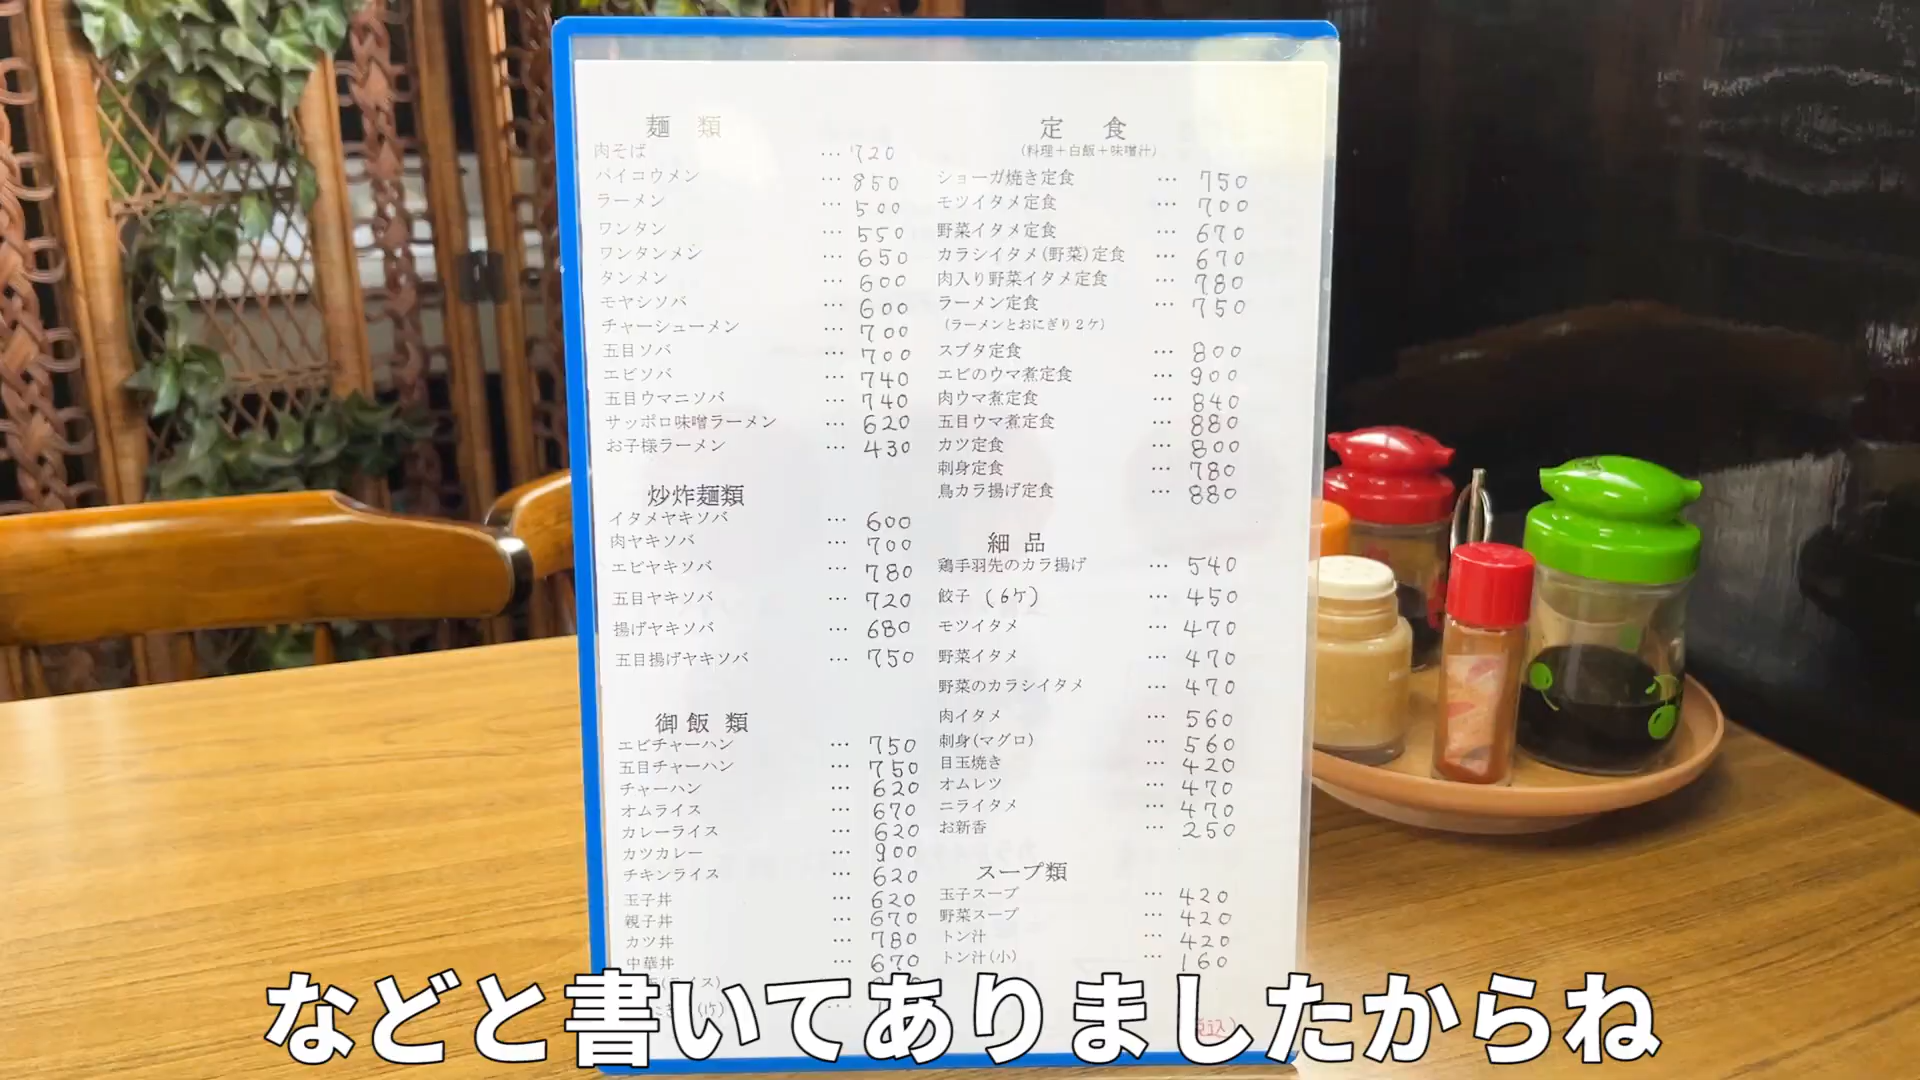 麺 類
肉そば … 720
パイコウメン … 850
ラーメン … 500
ワンタン … 550
ワンタンメン … 650
タンメン … 600
モヤシソバ … 600
チャーシューメン … 700
五目ソバ … 700
エビソバ … 740
五目ウマニソバ … 740
サッポロ味噌ラーメン … 620
お子様ラーメン … 430
炒炸麺類
イタメヤキソバ … 600
肉ヤキソバ … 700
エビヤキソバ … 780
五目ヤキソバ … 720
揚げヤキソバ … 680
五目揚げヤキソバ … 750
御飯 類
エビチャーハン … 750
五目チャーハン … 750
チャーハン … 620
オムライス … 670
カレーライス … 620
カツカレー … 900
チキンライス … 620
玉子丼 … 620
親子丼 … 670
カツ丼 … 780
中華丼 … 670
定 食
(料理+白飯+味噌汁)
ショーガ焼き定食 … 750
モツイタメ定食 … 700
野菜イタメ定食 … 670
カラシイタメ(野菜)定食 … 670
肉入り野菜イタメ定食 … 780
ラーメン定食 … 750
(ラーメンとおにぎり2ケ)
スブタ定食 … 800
エビのウマ煮定食 … 900
肉ウマ煮定食 … 840
五目ウマ煮定食 … 880
カツ定食 … 800
刺身定食 … 780
鳥カラ揚げ定食 … 880
細 品
鶏手羽先のカラ揚げ … 540
餃子 (6ケ) … 450
モツイタメ … 470
野菜イタメ … 470
野菜のカラシイタメ … 470
肉イタメ … 560
刺身(マグロ) … 560
目玉焼き … 420
オムレツ … 470
ニライタメ … 470
お新香 … 250
スープ類
玉子スープ … 420
野菜スープ … 420
トン汁 … 420
トン汁(小) … 160
などと書いてありましたからね